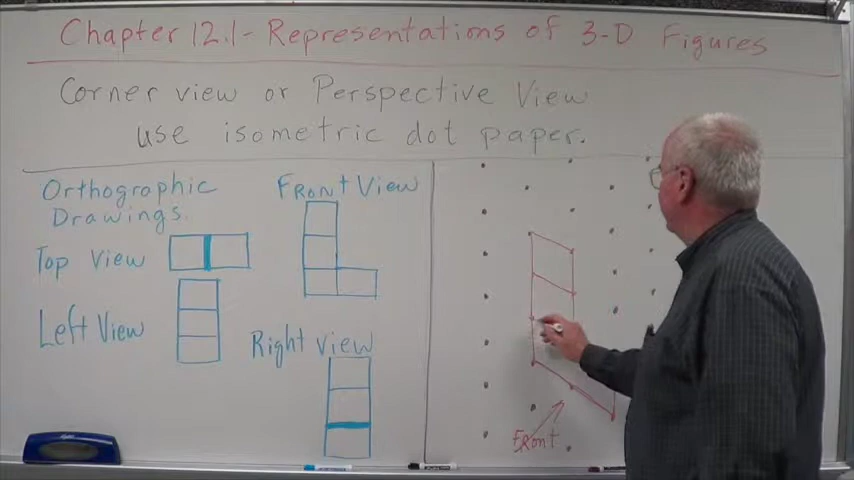 Chapter 12.1 - Representations of 3-D Figures
Corner view or Perspective View
use isometric dot paper.
Orthographic
Drawings.
Front View
Top View
Left View
Right view
Front